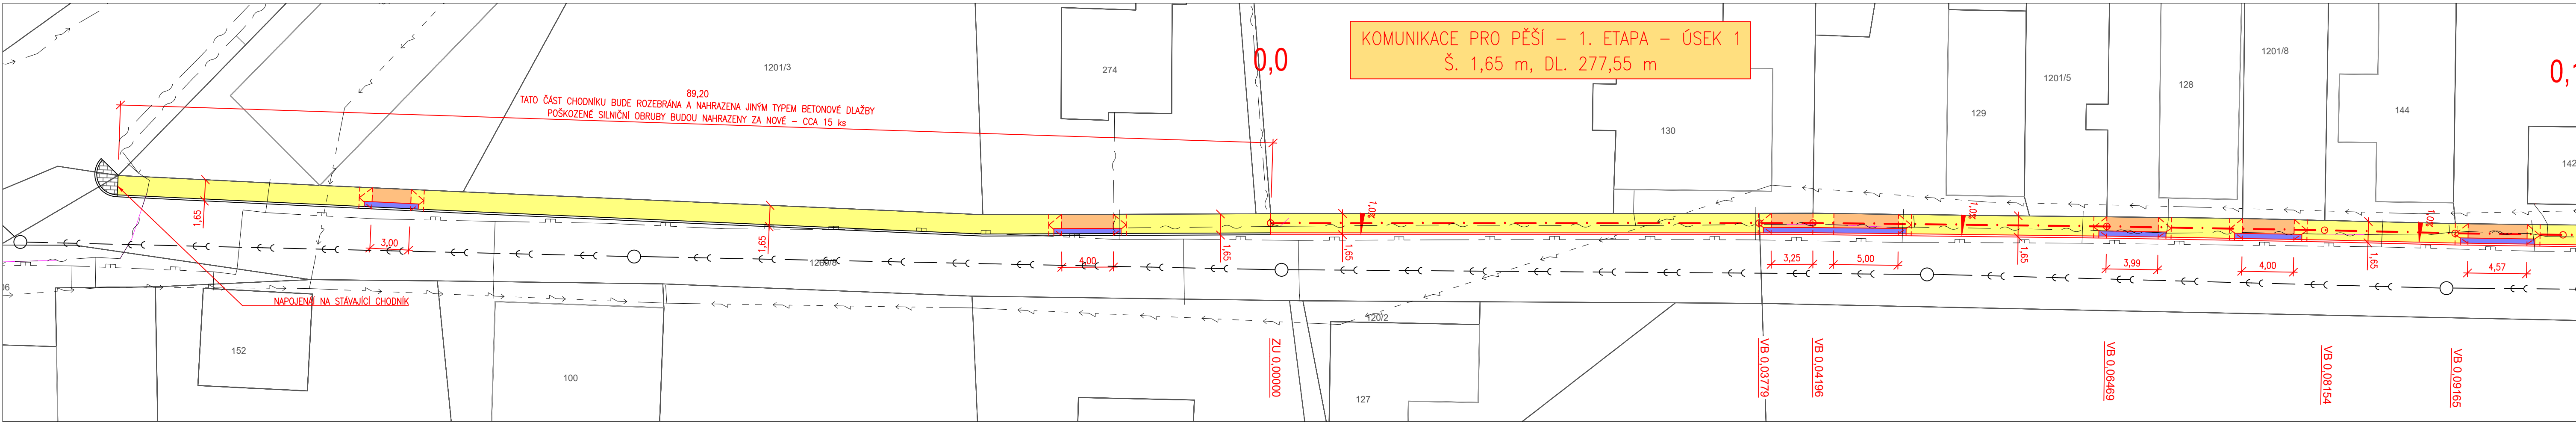 KOMUNIKACE PRO PĚŠÍ – 1. ETAPA – ÚSEK 1
Š. 1,65 m, DL. 277,55 m
0,0
1201/3
274
89,20
TATO ČÁST CHODNÍKU BUDE ROZEBRÁNA A NAHRAZENA JINÝM TYPEM BETONOVÉ DLAŽBY
POŠKOZENÉ SILNIČNÍ OBRUBY BUDOU NAHRAZENY ZA NOVÉ – CCA 15 ks
130
129
1201/5
128
1201/8
144
142
1,65
3,00
1,65
4,00
1,65
1,65
3,25
5,00
1,65
3,99
4,00
1,65
4,57
NAPOJENÁ NA STÁVAJÍCÍ CHODNÍK
152
100
120/2
127
ZU 0,00000
VB 0,03779
VB 0,04196
VB 0,06469
VB 0,08154
VB 0,09165